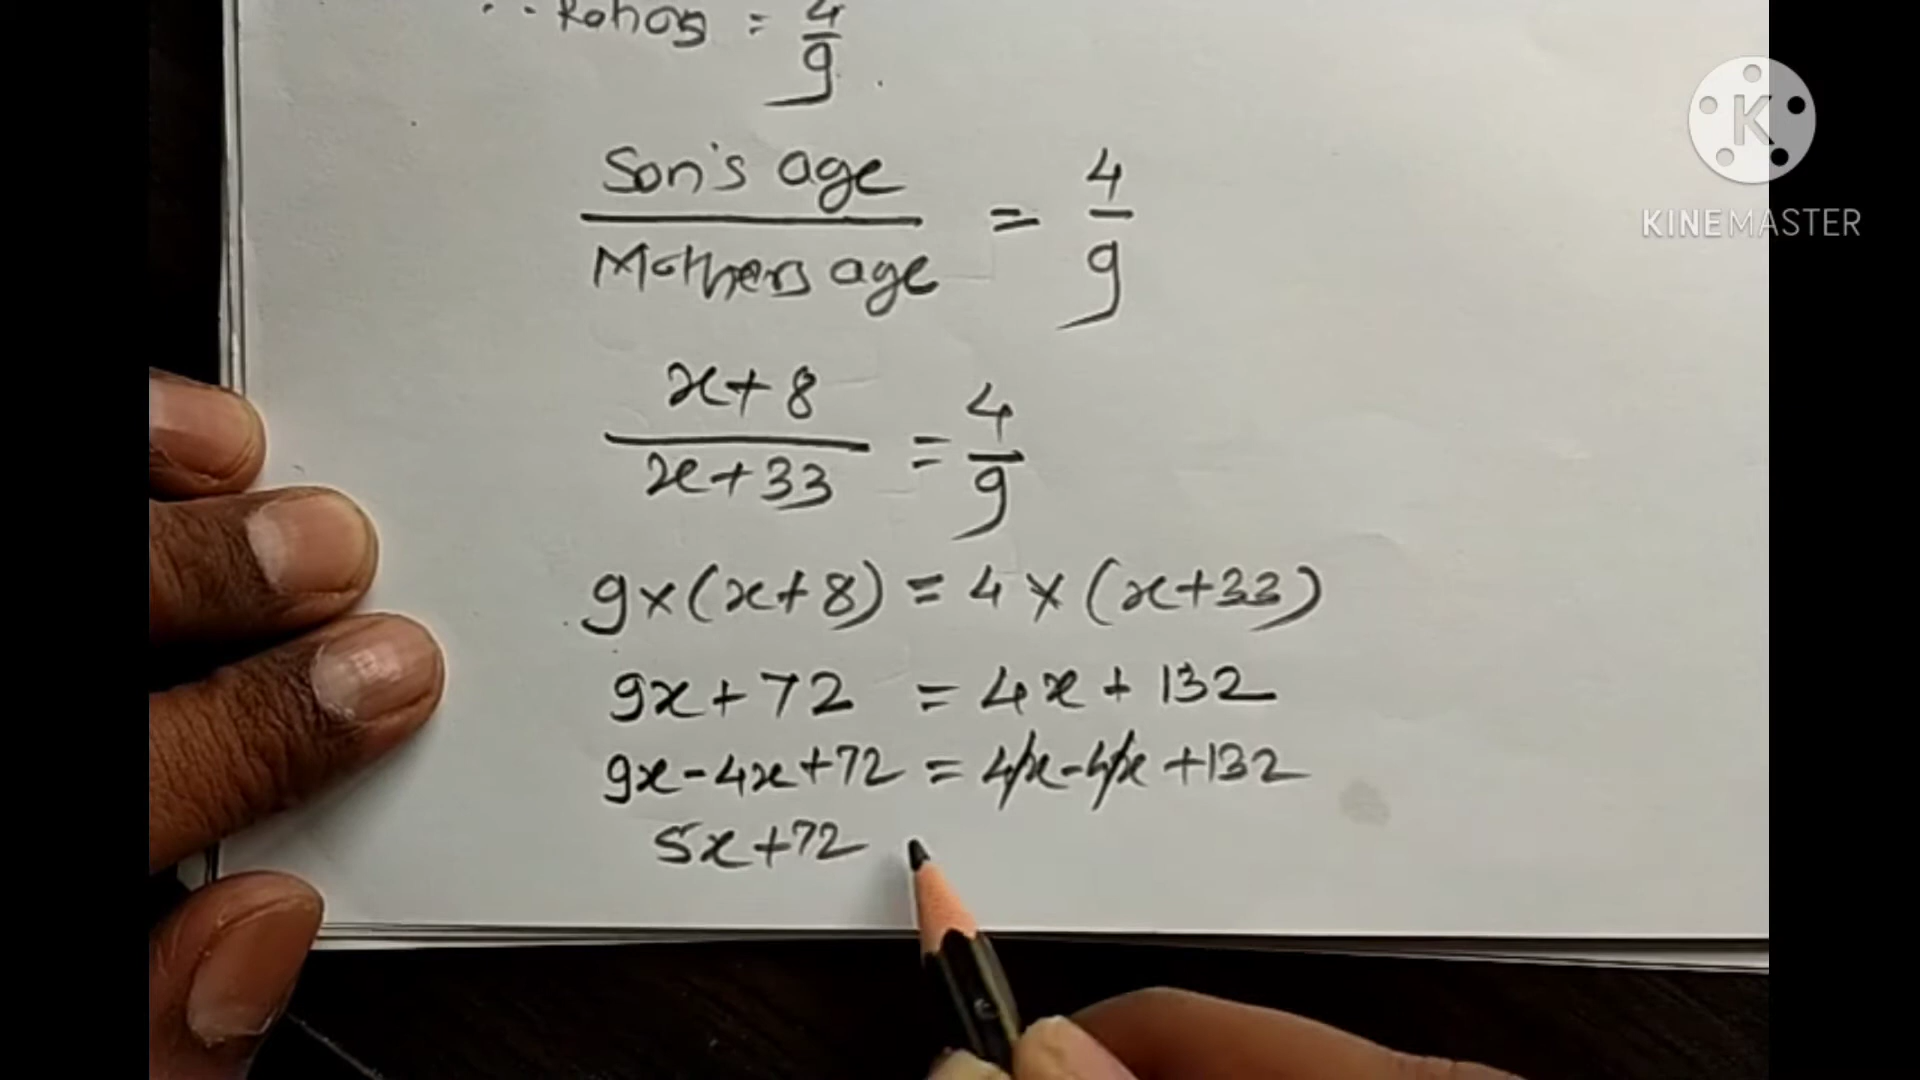 ∴ Ratios = 4/9
Son's age / Mothers age = 4/9
x+8 / x+33 = 4/9
9×(x+8) = 4×(x+33)
9x+72 = 4x+132
9x-4x+72 = 4x-4x+132
5x+72
K
KINEMASTER